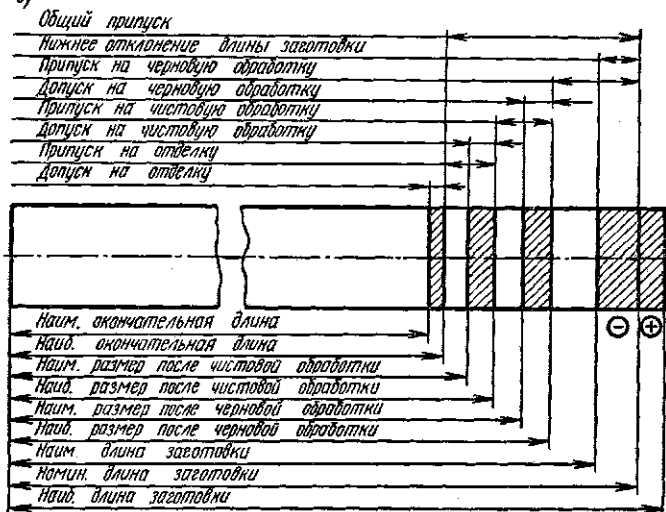 Общий припуск
Нижнее отклонение длины заготовки
Припуск на черновую обработку
Допуск на черновую обработку
Припуск на чистовую обработку
Допуск на чистовую обработку
Припуск на отделку
Допуск на отделку
Наим. окончательная длина
Наиб. окончательная длина
Наим. размер после чистовой обработки
Наиб. размер после чистовой обработки
Наим. размер после черновой обработки
Наиб. размер после черновой обработки
Наим. длина заготовки
Номин. длина заготовки
Наиб. длина заготовки
− +